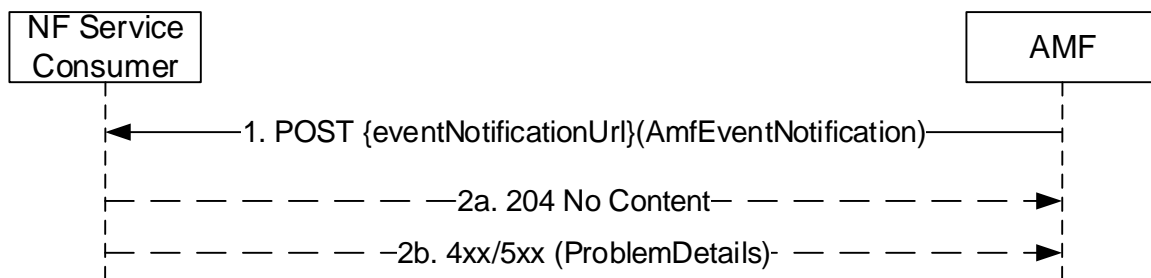 NF Service
Consumer
AMF
1. POST {eventNotificationUrl}(AmfEventNotification)
2a. 204 No Content
2b. 4xx/5xx (ProblemDetails)